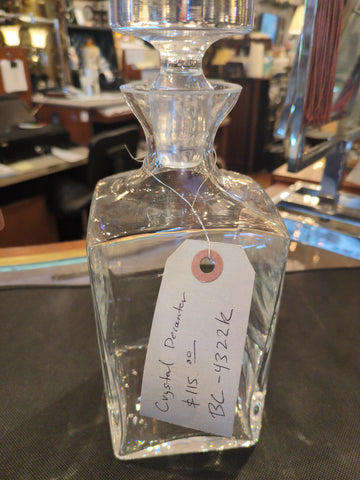 Crystal Decanter
$115.00
BC-4322K